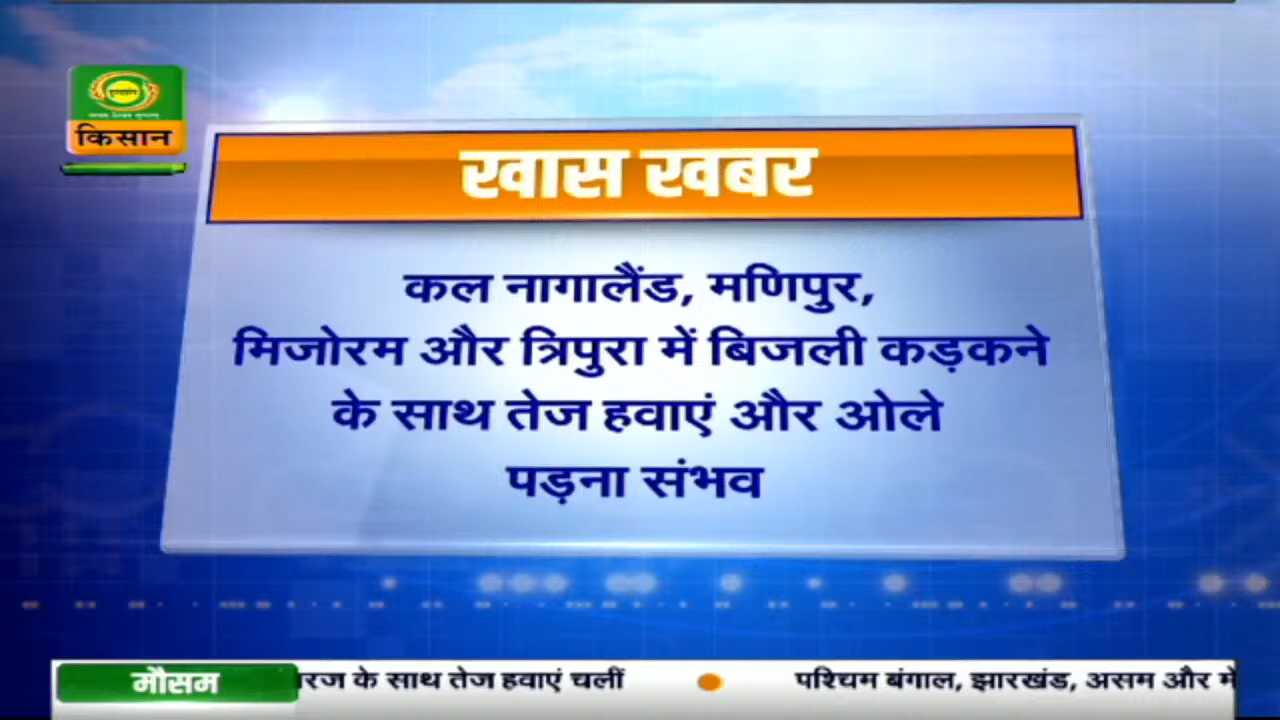 किसान
खास खबर
कल नागालैंड, मणिपुर,
मिजोरम और त्रिपुरा में बिजली कड़कने
के साथ तेज हवाएं और ओले
पड़ना संभव
मौसम
के साथ तेज हवाएं चलीं
पश्चिम बंगाल, झारखंड, असम और